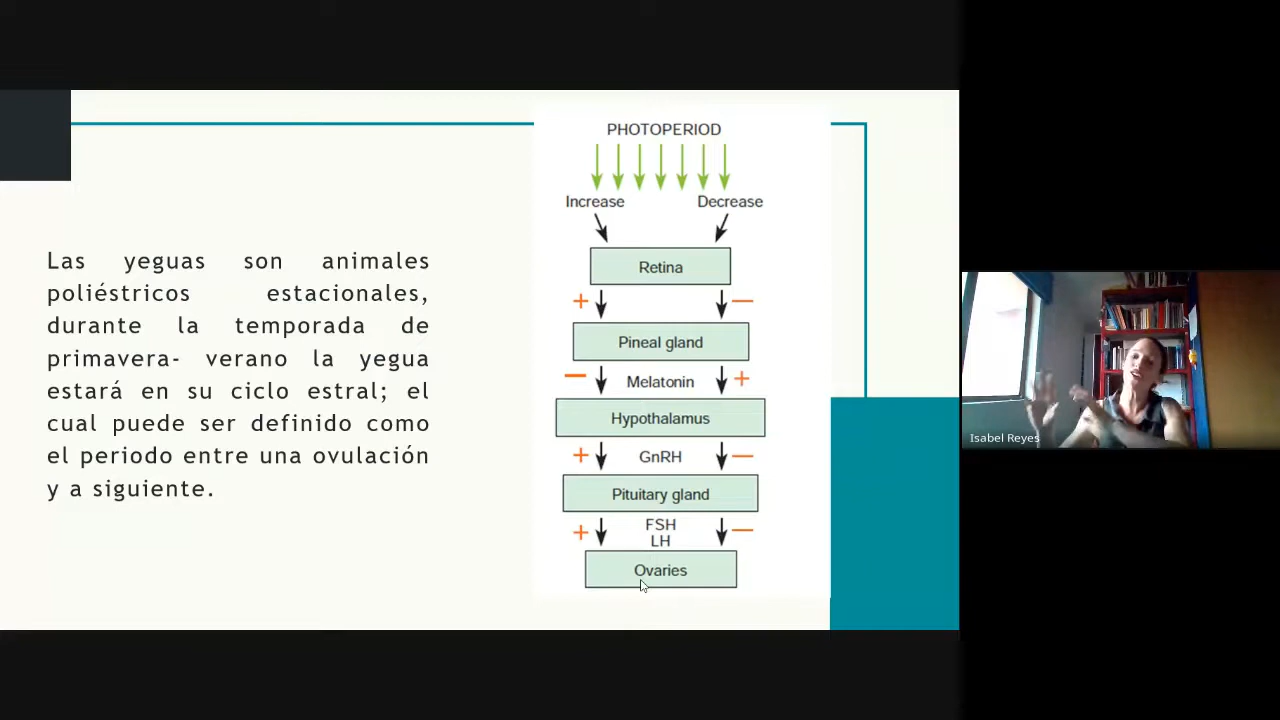 Las yeguas son animales
poliéstricos estacionales,
durante la temporada de
primavera- verano la yegua
estará en su ciclo estral; el
cual puede ser definido como
el periodo entre una ovulación
y a siguiente.
PHOTOPERIOD
Increase Decrease
Retina
+ —
Pineal gland
— Melatonin +
Hypothalamus
+ GnRH —
Pituitary gland
+ FSH —
LH
Ovaries
Isabel Reyes